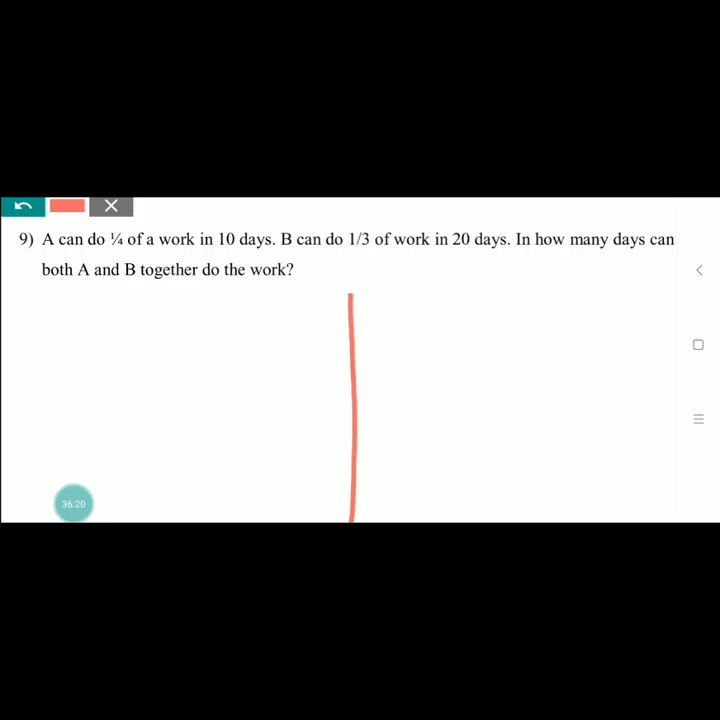 9) A can do ¼ of a work in 10 days. B can do 1/3 of work in 20 days. In how many days can
both A and B together do the work?
36:20